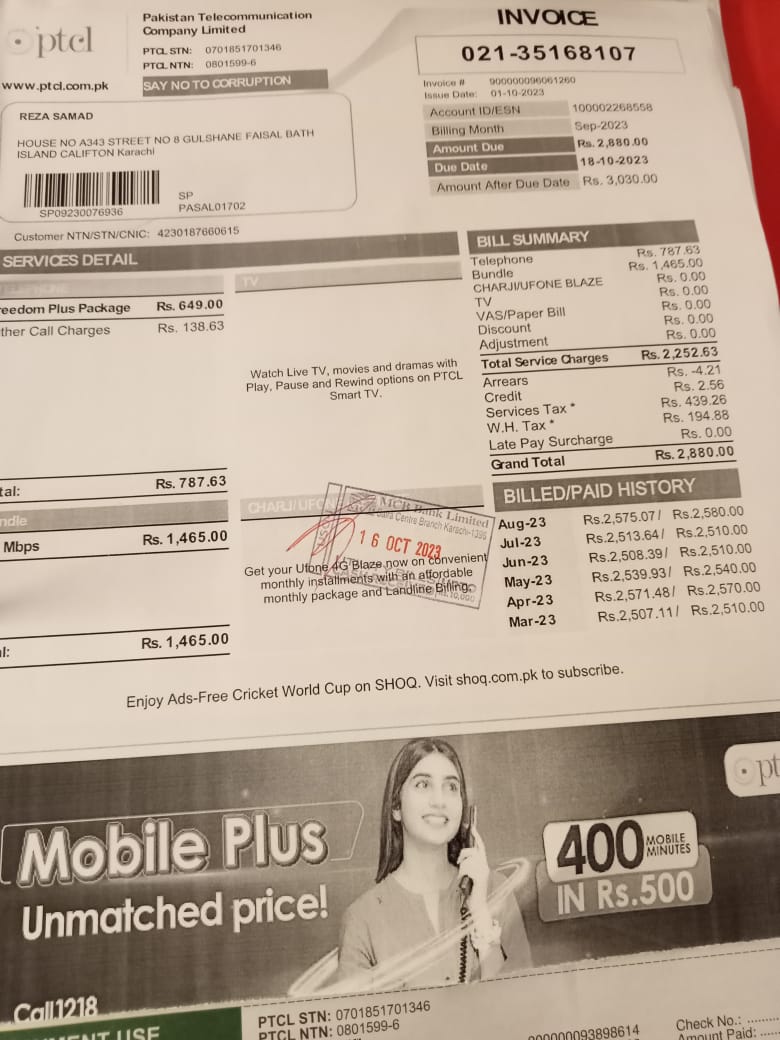 ptcl
www.ptcl.com.pk
Pakistan Telecommunication
Company Limited
PTCL STN: 0701851701346
PTCL NTN: 0801599-6
SAY NO TO CORRUPTION
INVOICE
021-35168107
Invoice # 90000009606126​0
Issue Date: 01-10-2023
Account ID/ESN 100002268558
Billing Month Sep-2023
Amount Due Rs. 2,880.00
Due Date 18-10-2023
Amount After Due Date Rs. 3,030.00
REZA SAMAD
HOUSE NO A343 STREET NO 8 GULSHANE FAISAL BATH
ISLAND CALIFTON Karachi
SP09230076936
SP
PASAL01702
Customer NTN/STN/CNIC: 4230187660615
SERVICES DETAIL
TELEPHONE
reedom Plus Package Rs. 649.00
ther Call Charges Rs. 138.63
tal: Rs. 787.63
ndle
Mbps Rs. 1,465.00
l: Rs. 1,465.00
TV
Watch Live TV, movies and dramas with
Play, Pause and Rewind options on PTCL
Smart TV.
CHARJI/UFONE
MCB Bank Limited
Centre Branch Karachi-1395
16 OCT 2023
Get your Ufone 4G Blaze now on convenient
monthly installments with an affordable
monthly package and Landline Billing.
BILL SUMMARY
Telephone Rs. 787.63
Bundle Rs. 1,465.00
CHARJI/UFONE BLAZE Rs. 0.00
TV Rs. 0.00
VAS/Paper Bill Rs. 0.00
Discount Rs. 0.00
Adjustment Rs. 0.00
Total Service Charges Rs. 2,252.63
Arrears Rs. -4.21
Credit Rs. 2.56
Services Tax * Rs. 439.26
W.H. Tax * Rs. 194.88
Late Pay Surcharge Rs. 0.00
Grand Total Rs. 2,880.00
BILLED/PAID HISTORY
Aug-23 Rs.2,575.07/ Rs.2,580.00
Jul-23 Rs.2,513.64/ Rs.2,510.00
Jun-23 Rs.2,508.39/ Rs.2,510.00
May-23 Rs.2,539.93/ Rs.2,540.00
Apr-23 Rs.2,571.48/ Rs.2,570.00
Mar-23 Rs.2,507.11/ Rs.2,510.00
Enjoy Ads-Free Cricket World Cup on SHOQ. Visit shoq.com.pk to subscribe.
pt
Mobile Plus
Unmatched price!
400 MOBILE MINUTES
IN Rs.500
Call 1218
MENT USE
PTCL STN: 0701851701346
PTCL NTN: 0801599-6
000000093898614
Check No.:
Amount Paid: